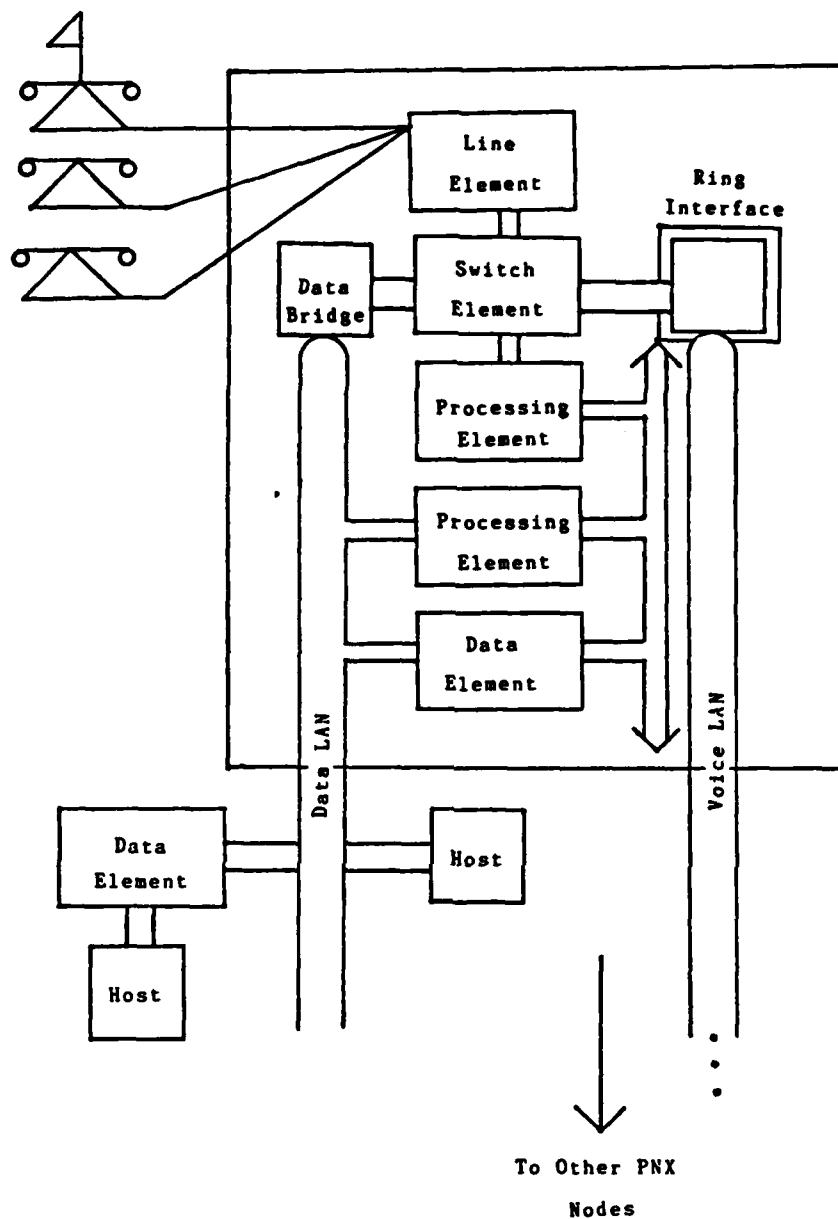 Line
Element
Ring
Interface
Data
Bridge
Switch
Element
Processing
Element
Processing
Element
Data
Element
Data LAN
Voice LAN
Data
Element
Host
Host
To Other PNX
Nodes